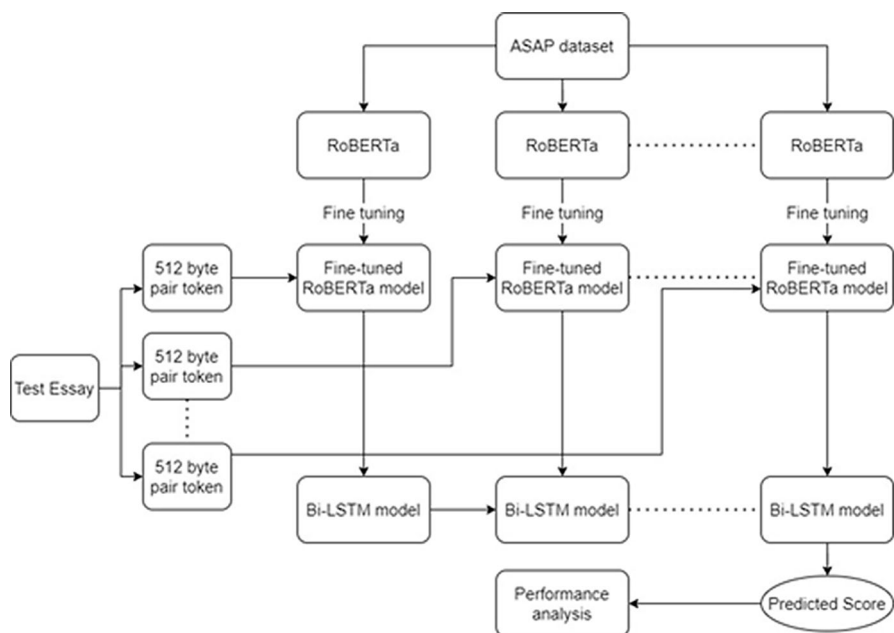 ASAP dataset
RoBERTa
RoBERTa
RoBERTa
Fine tuning
Fine tuning
Fine tuning
512 byte
pair token
Fine-tuned
RoBERTa model
Fine-tuned
RoBERTa model
Fine-tuned
RoBERTa model
512 byte
pair token
Test Essay
512 byte
pair token
Bi-LSTM model
Bi-LSTM model
Bi-LSTM model
Performance
analysis
Predicted Score